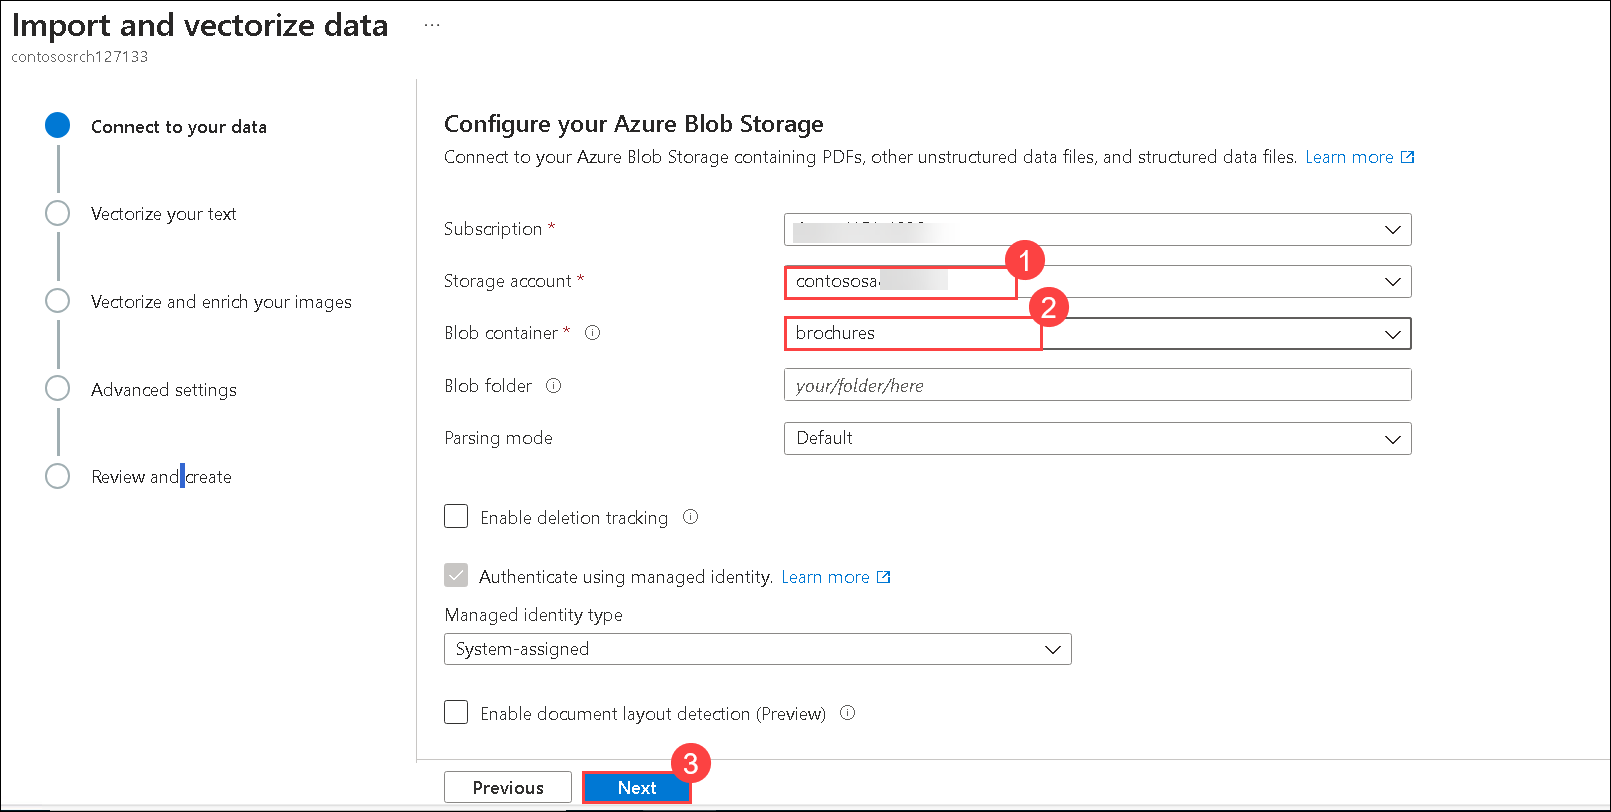 Import and vectorize data ...
contososrch127133
Connect to your data
Vectorize your text
Vectorize and enrich your images
Advanced settings
Review and create
Configure your Azure Blob Storage
Connect to your Azure Blob Storage containing PDFs, other unstructured data files, and structured data files. Learn more
Subscription *
Storage account * contososa 1
Blob container * brochures 2
Blob folder your/folder/here
Parsing mode Default
Enable deletion tracking
Authenticate using managed identity. Learn more
Managed identity type
System-assigned
Enable document layout detection (Preview)
Previous Next 3